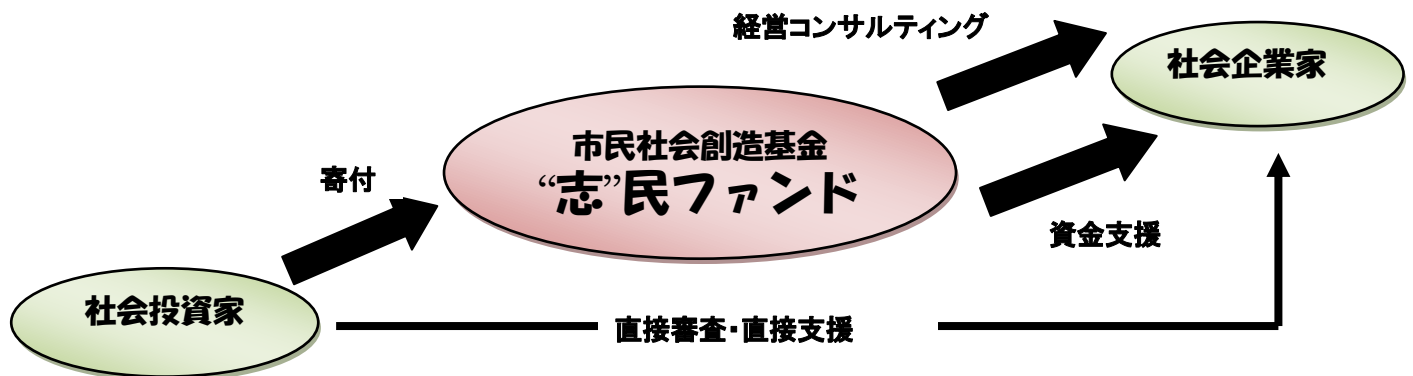 経営コンサルティング
社会企業家
市民社会創造基金
“志”民ファンド
寄付
資金支援
社会投資家
直接審査・直接支援